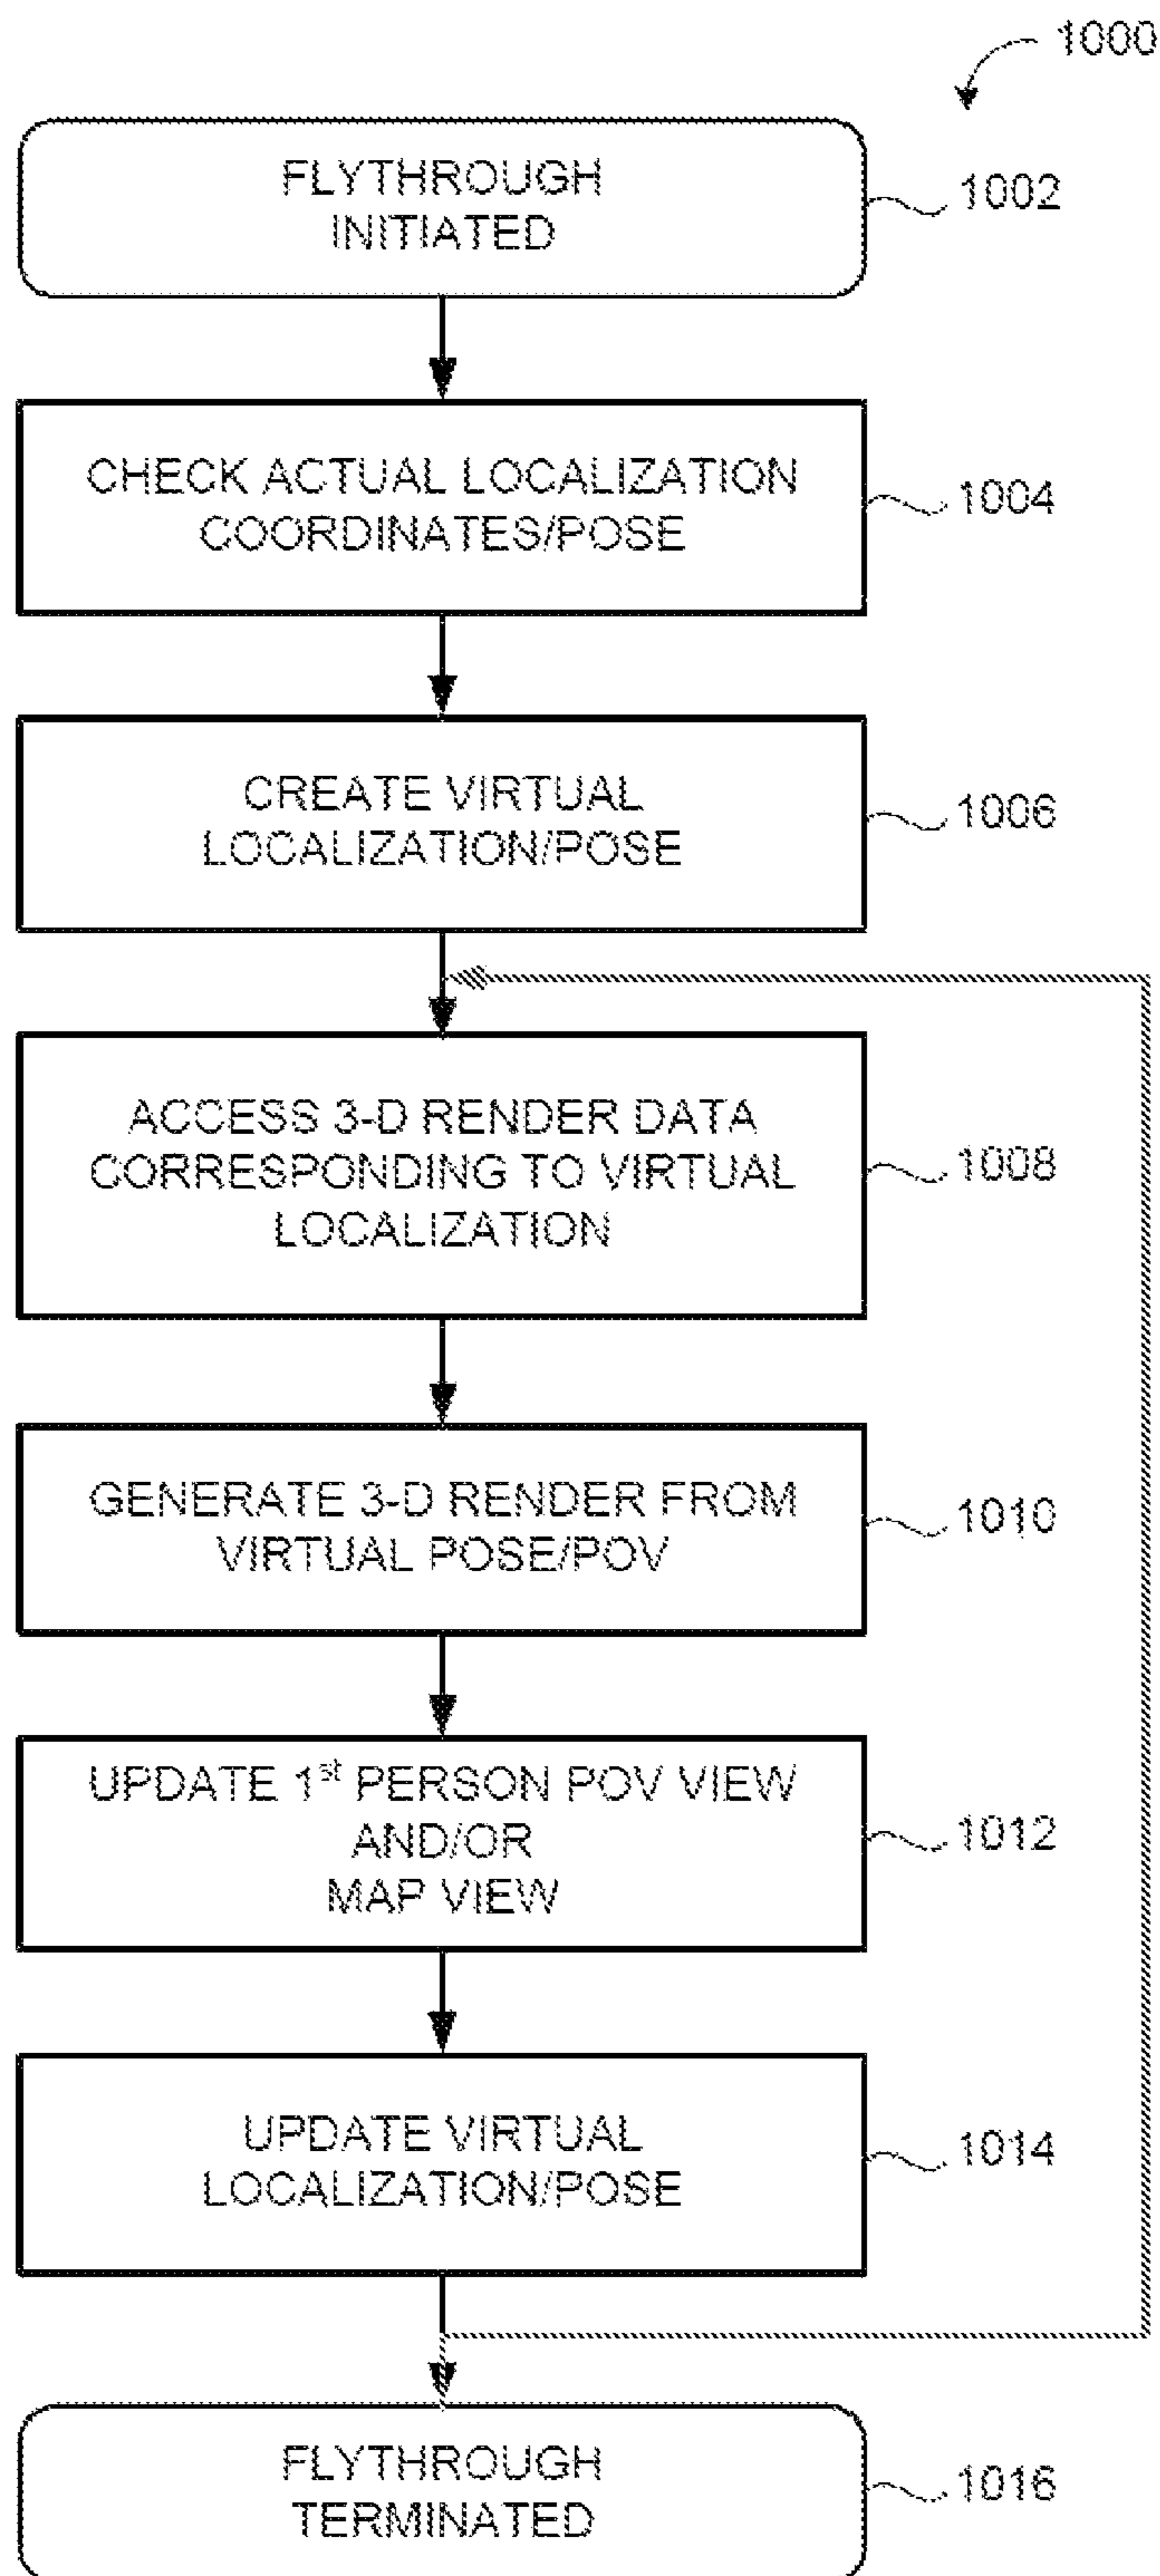 1000
FLYTHROUGH
INITIATED
1002
CHECK ACTUAL LOCALIZATION
COORDINATES/POSE
1004
CREATE VIRTUAL
LOCALIZATION/POSE
1006
ACCESS 3-D RENDER DATA
CORRESPONDING TO VIRTUAL
LOCALIZATION
1008
GENERATE 3-D RENDER FROM
VIRTUAL POSE/POV
1010
UPDATE 1st PERSON POV VIEW
AND/OR
MAP VIEW
1012
UPDATE VIRTUAL
LOCALIZATION/POSE
1014
FLYTHROUGH
TERMINATED
1016